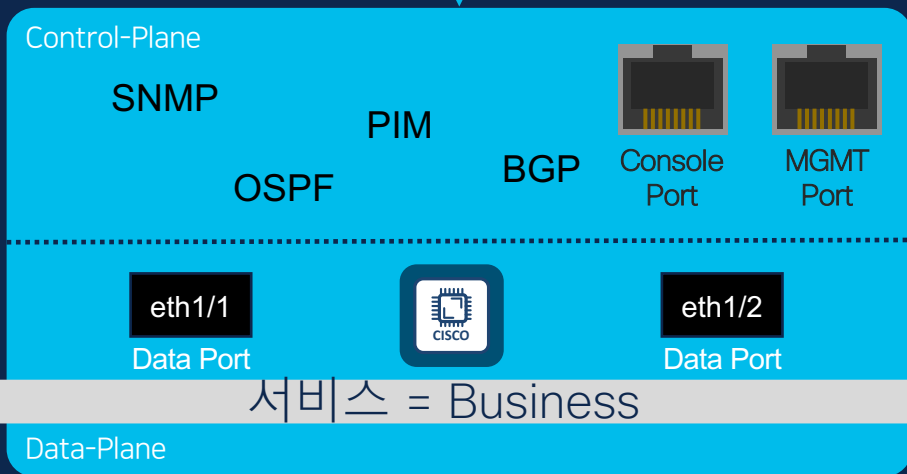 Control-Plane
SNMP
PIM
BGP
OSPF
Console
Port
MGMT
Port
eth1/1
Data Port
CISCO
eth1/2
Data Port
서비스 = Business
Data-Plane